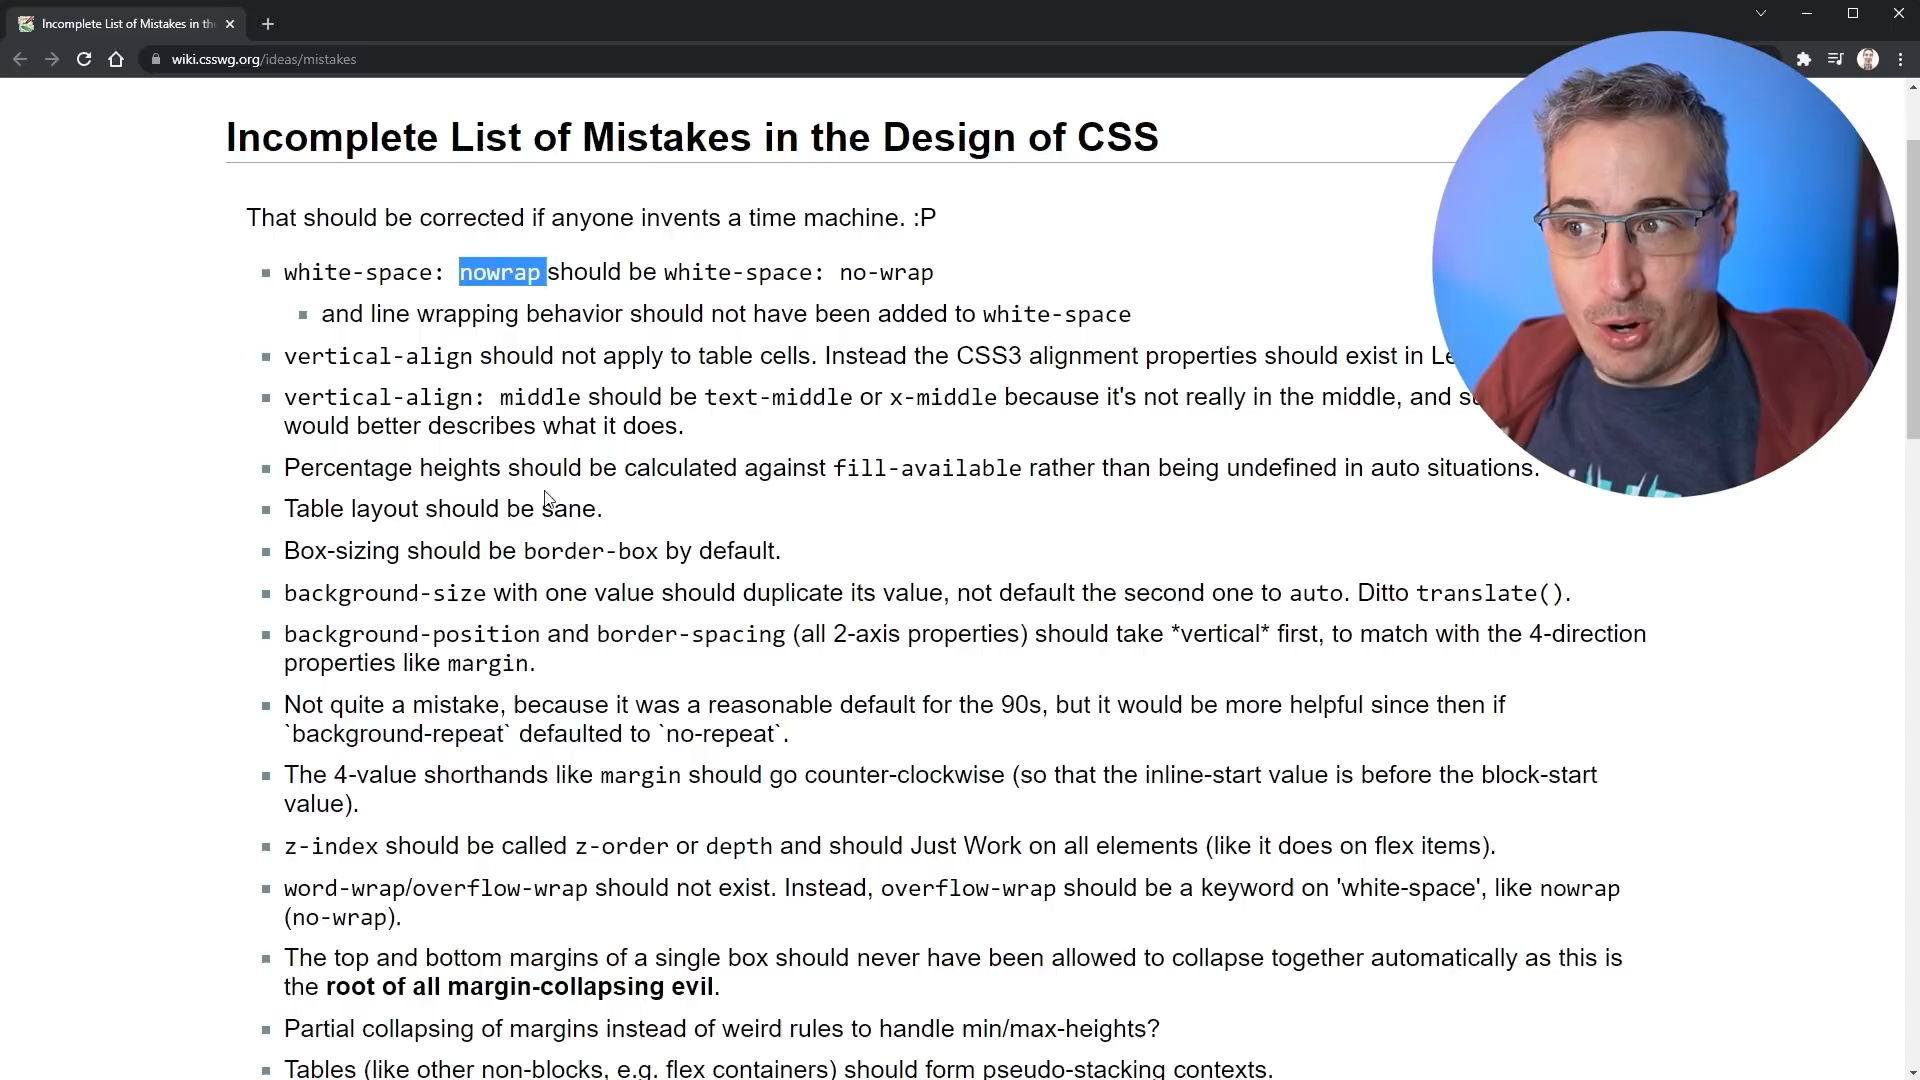 Incomplete List of Mistakes in th
wiki.csswg.org/ideas/mistakes
Incomplete List of Mistakes in the Design of CSS
That should be corrected if anyone invents a time machine. :P
white-space: nowrap should be white-space: no-wrap
and line wrapping behavior should not have been added to white-space
vertical-align should not apply to table cells. Instead the CSS3 alignment properties should exist in
vertical-align: middle should be text-middle or x-middle because it's not really in the middle, and
would better describes what it does.
Percentage heights should be calculated against fill-available rather than being undefined in auto situations.
Table layout should be sane.
Box-sizing should be border-box by default.
background-size with one value should duplicate its value, not default the second one to auto. Ditto translate().
background-position and border-spacing (all 2-axis properties) should take *vertical* first, to match with the 4-direction
properties like margin.
Not quite a mistake, because it was a reasonable default for the 90s, but it would be more helpful since then if
`background-repeat` defaulted to `no-repeat`.
The 4-value shorthands like margin should go counter-clockwise (so that the inline-start value is before the block-start
value).
z-index should be called z-order or depth and should Just Work on all elements (like it does on flex items).
word-wrap/overflow-wrap should not exist. Instead, overflow-wrap should be a keyword on 'white-space', like nowrap
(no-wrap).
The top and bottom margins of a single box should never have been allowed to collapse together automatically as this is
the root of all margin-collapsing evil.
Partial collapsing of margins instead of weird rules to handle min/max-heights?
Tables (like other non-blocks, e.g. flex containers) should form pseudo-stacking contexts.